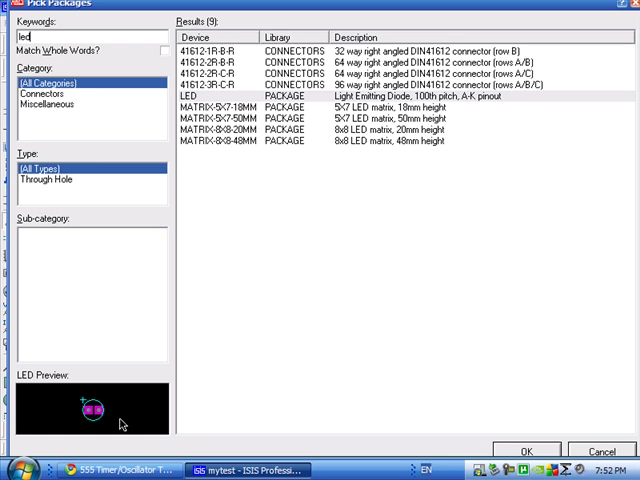 Pick Packages
Keywords:
led
Match Whole Words?
Category:
(All Categories)
Connectors
Miscellaneous
Type:
(All Types)
Through Hole
Sub-category:
LED Preview:
Results (9):
Device Library Description
41612-1R-B-R CONNECTORS 32 way right angled DIN41612 connector (row B)
41612-2R-B-R CONNECTORS 64 way right angled DIN41612 connector (rows A/B)
41612-2R-C-R CONNECTORS 64 way right angled DIN41612 connector (rows A/C)
41612-3R-C-R CONNECTORS 96 way right angled DIN41612 connector (rows A/B/C)
LED PACKAGE Light Emitting Diode, 100th pitch, A-K pinout
MATRIX-5X7-18MM PACKAGE 5X7 LED matrix, 18mm height
MATRIX-5X7-50MM PACKAGE 5X7 LED matrix, 50mm height
MATRIX-8X8-20MM PACKAGE 8x8 LED matrix, 20mm height
MATRIX-8X8-48MM PACKAGE 8x8 LED matrix, 48mm height
OK Cancel
555 Timer/Oscillator T... mytest - ISIS Professi... EN 7:52 PM